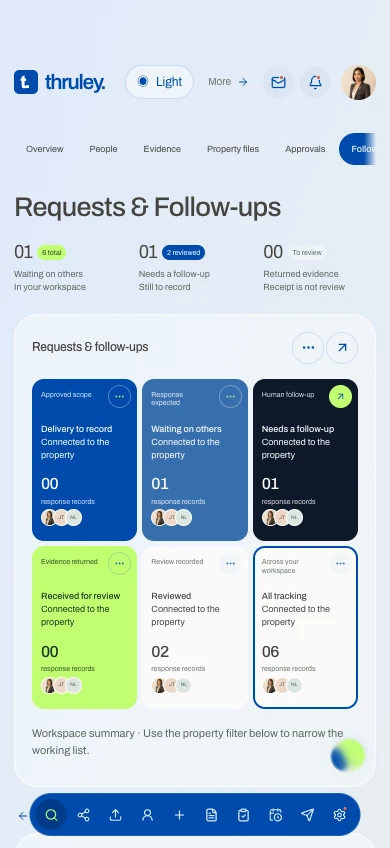 thruley.
Light
More
Overview
People
Evidence
Property files
Approvals
Requests & Follow-ups
01 6 total
01 2 reviewed
00 To review
Waiting on others
In your workspace
Needs a follow-up
Still to record
Returned evidence
Receipt is not review
Requests & follow-ups
Approved scope
Delivery to record
Connected to the
property
00
response records
JT NL
Response
expected
Waiting on others
Connected to the
property
01
response records
JT NL
Human follow-up
Needs a follow-up
Connected to the
property
01
response records
JT NL
Evidence returned
Received for review
Connected to the
property
00
response records
JT NL
Review recorded
Reviewed
Connected to the
property
02
response records
JT NL
Across your
workspace
All tracking
Connected to the
property
06
response records
JT NL
Workspace summary · Use the property filter below to narrow the
working list.